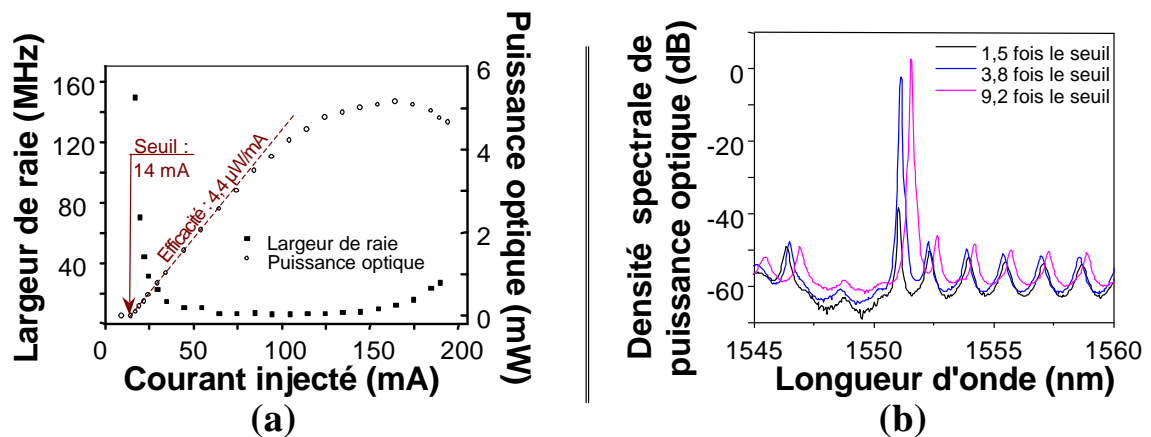 Largeur de raie (MHz)
160
120
80
40
Seuil :
14 mA
Efficacité : 4,4 µW/mA
Largeur de raie
Puissance optique
6
4
2
0
Puissance optique (mW)
0 50 100 150 200
Courant injecté (mA)
(a)
Densité spectrale de
puissance optique (dB)
0
-20
-40
-60
1,5 fois le seuil
3,8 fois le seuil
9,2 fois le seuil
1545 1550 1555 1560
Longueur d'onde (nm)
(b)